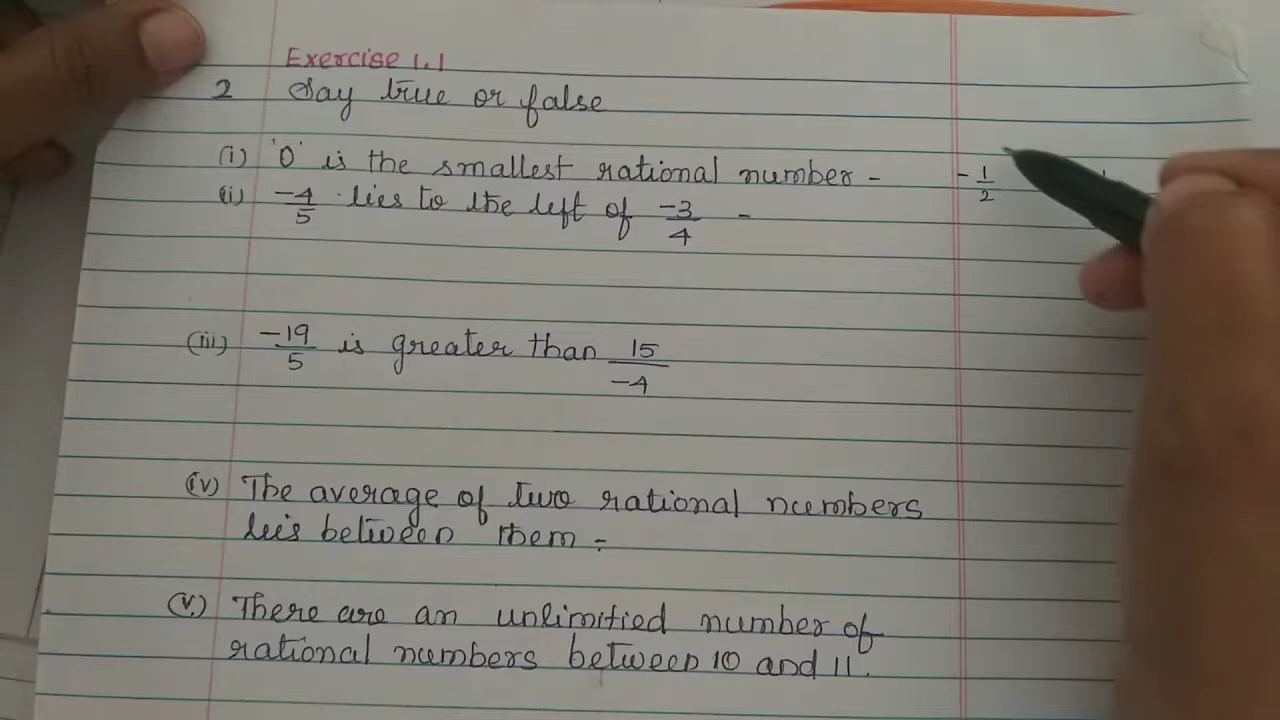 Exercise 1.1
2 Say true or false
(i) '0' is the smallest rational number - -1/2
(ii) -4/5 lies to the left of -3/4 -
(iii) -19/5 is greater than 15/-4
(iv) The average of two rational numbers
lies between them -
(v) There are an unlimitied number of
rational numbers between 10 and 11.